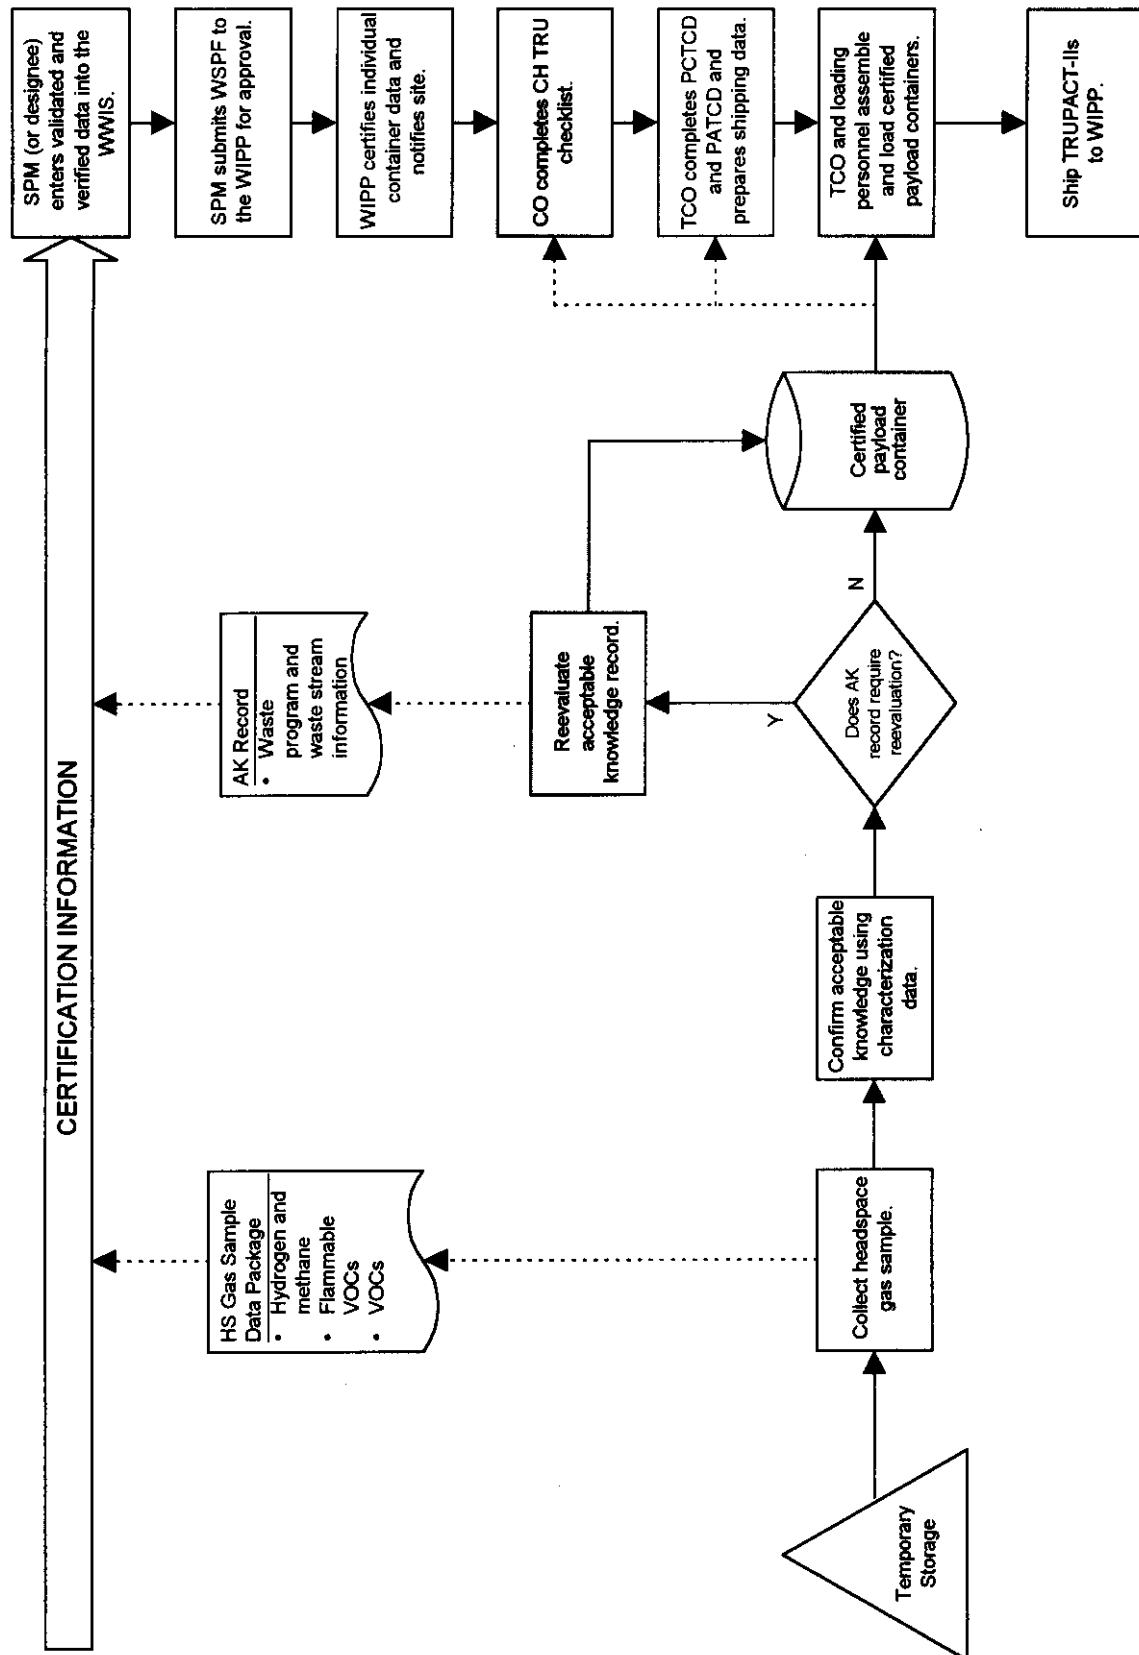 CERTIFICATION INFORMATION
SPM (or designee)
enters validated and
verified data into the
WWIS.
SPM submits WSPF to
the WIPP for approval.
WIPP certifies individual
container data and
notifies site.
CO completes CH TRU
checklist.
TCO completes PCTCD
and PATCD and
prepares shipping data.
TCO and loading
personnel assemble
and load certified
payload containers.
Ship TRUPACT-IIs
to WIPP.
HS Gas Sample
Data Package
• Hydrogen and
methane
• Flammable
VOCs
• VOCs
AK Record
• Waste
program and
waste stream
information
Temporary
Storage
Collect headspace
gas sample.
Confirm acceptable
knowledge using
characterization
data.
Does AK
record require
reevaluation?
Y
N
Reevaluate
acceptable
knowledge record.
Certified
payload
container